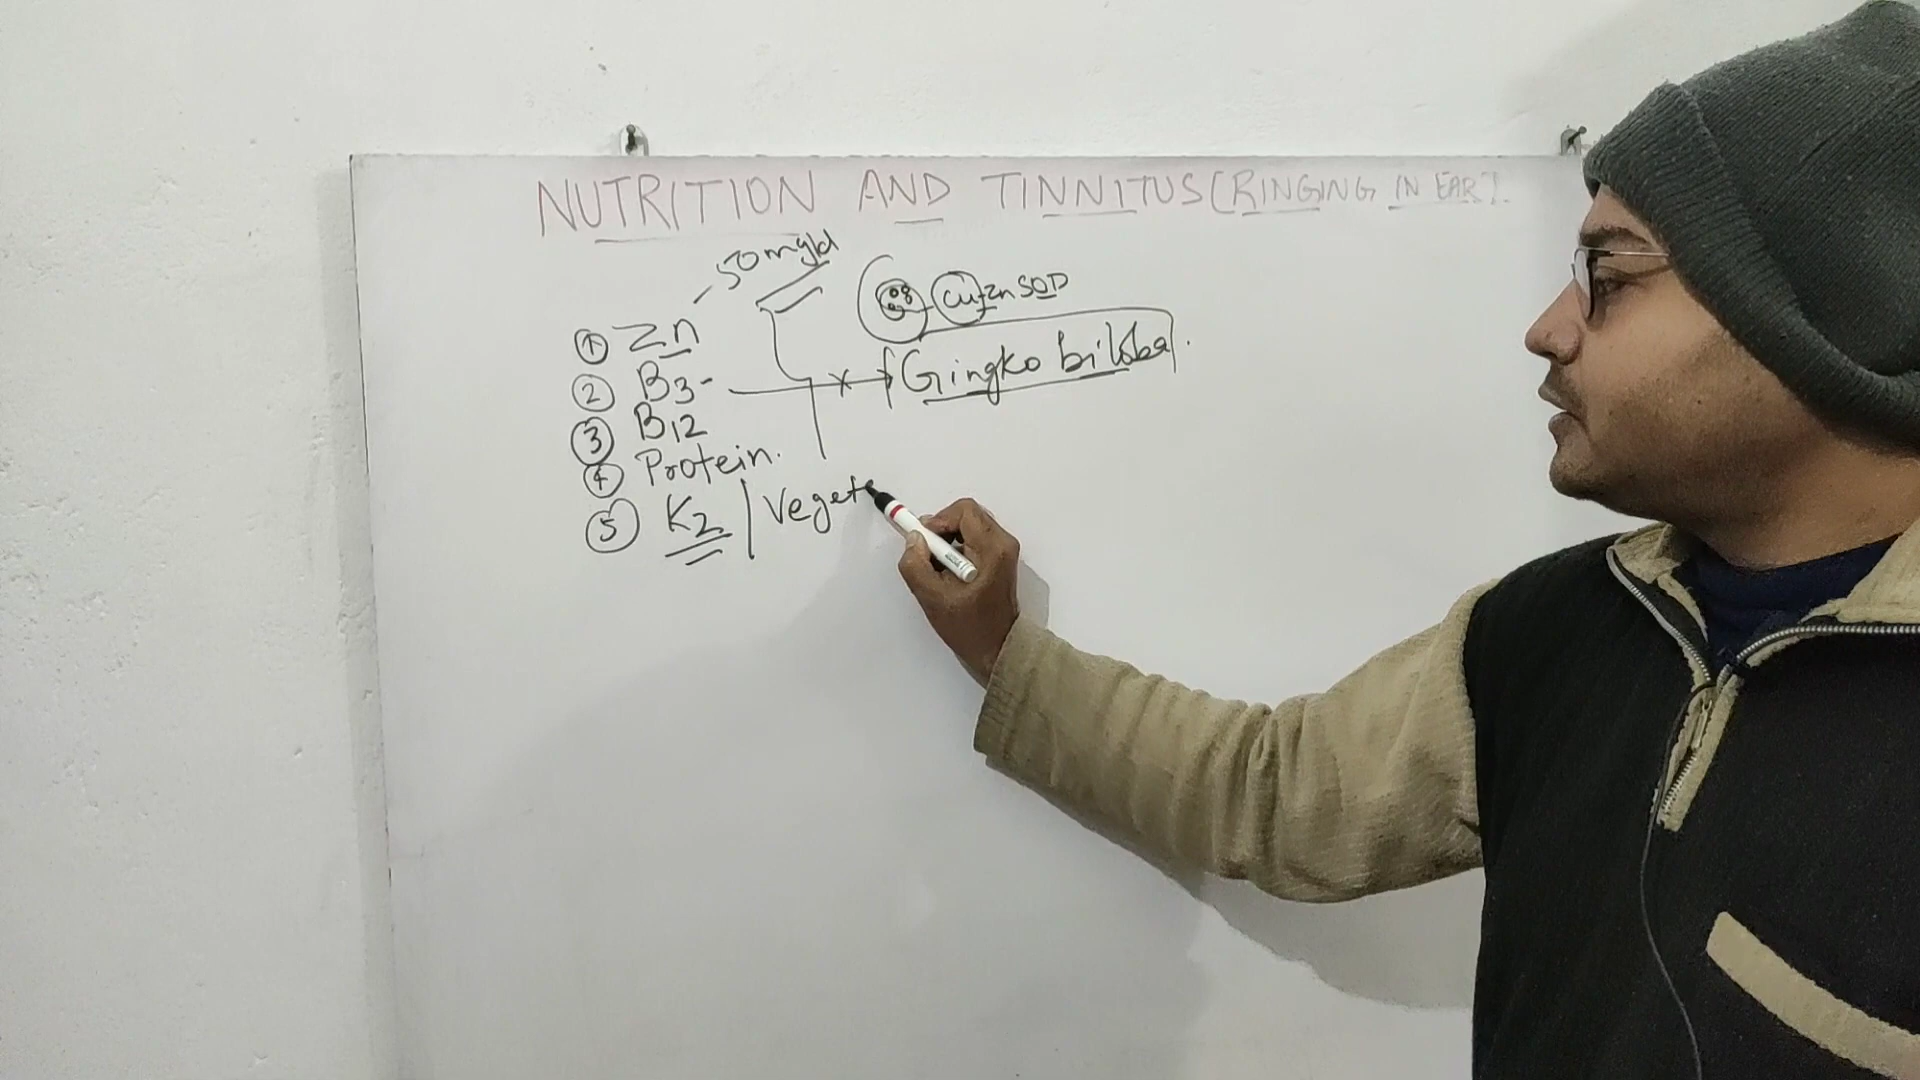 NUTRITION AND TINNITUS (RINGING IN EAR).
50 mg/d
Cu-Zn SOD
① Zn
Gingko biloba.
② B3-
③ B12
④ Protein.
⑤ K2 | Veget